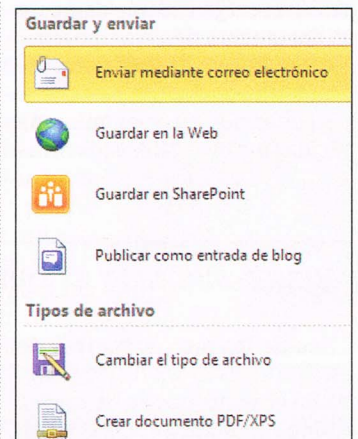 Guardar y enviar
Enviar mediante correo electrónico
Guardar en la Web
Guardar en SharePoint
Publicar como entrada de blog
Tipos de archivo
Cambiar el tipo de archivo
Crear documento PDF/XPS